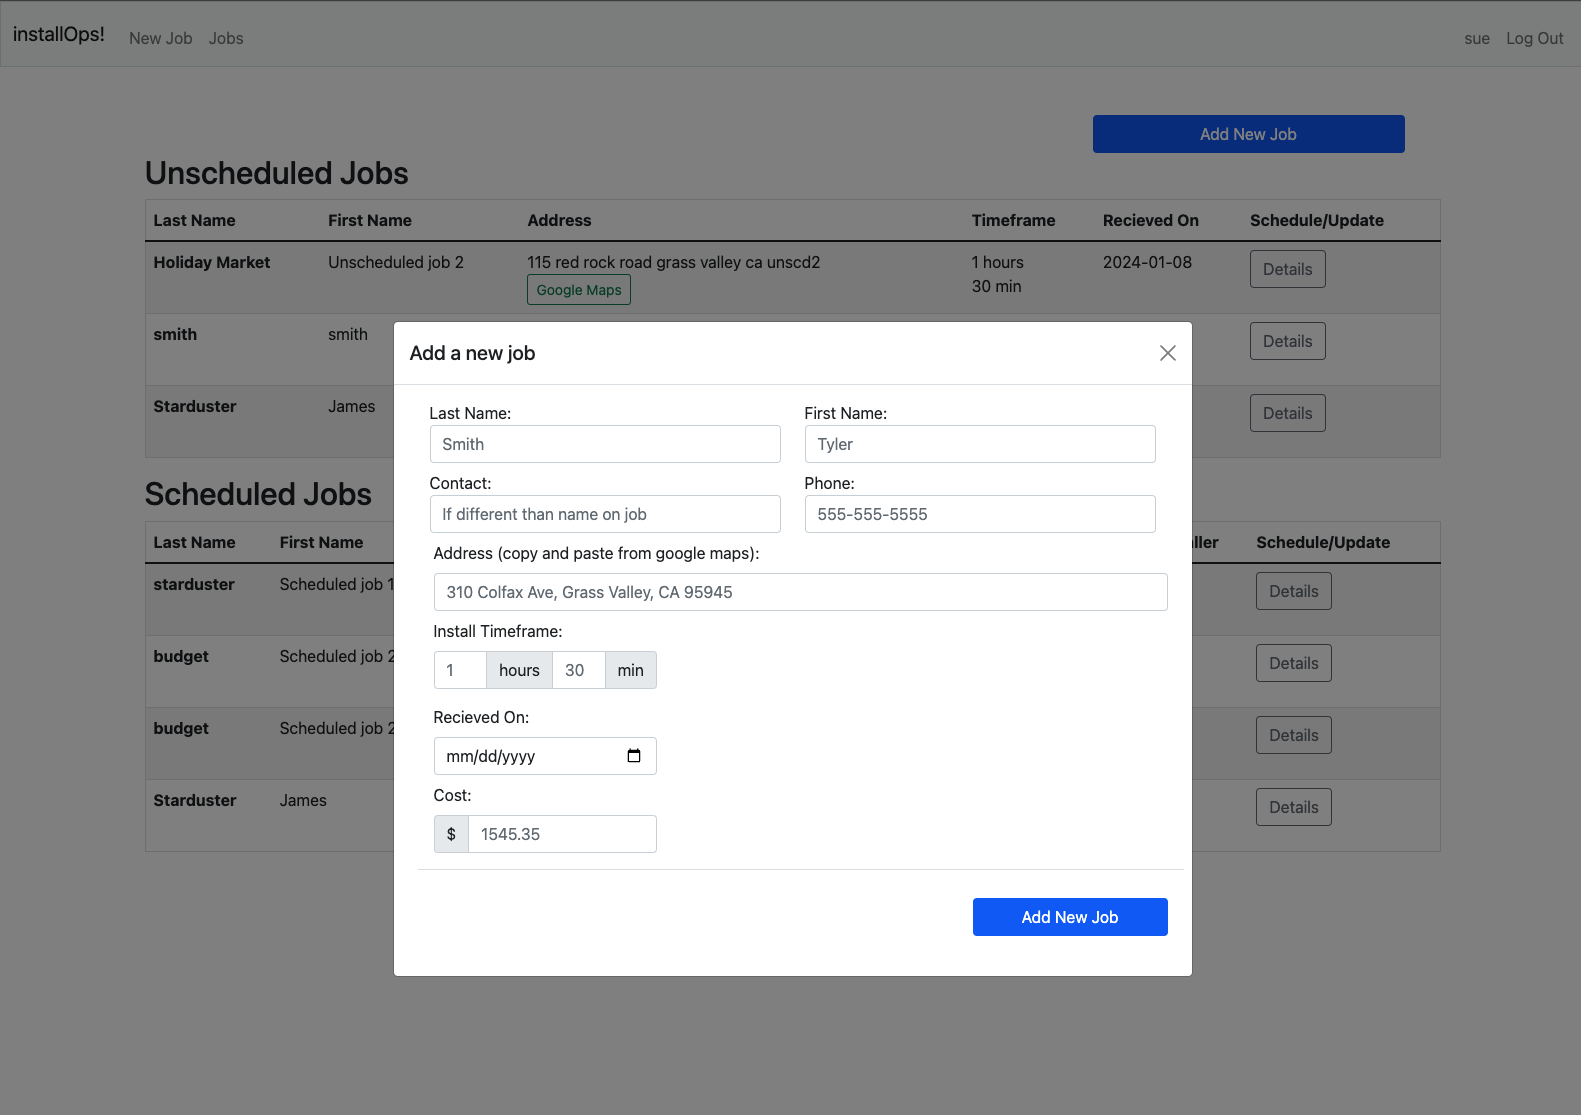 installOps! New Job Jobs sue Log Out
Add New Job
Unscheduled Jobs
Last Name First Name Address Timeframe Recieved On Schedule/Update
Holiday Market Unscheduled job 2 115 red rock road grass valley ca unscd2 1 hours 2024-01-08 Details
Google Maps 30 min
smith smith Details
Starduster James Details
Scheduled Jobs
Last Name First Name Schedule/Update
starduster Scheduled job 1 Details
budget Scheduled job 2 Details
budget Scheduled job 2 Details
Starduster James Details
Add a new job
Last Name: First Name:
Smith Tyler
Contact: Phone:
If different than name on job 555-555-5555
Address (copy and paste from google maps):
310 Colfax Ave, Grass Valley, CA 95945
Install Timeframe:
1 hours 30 min
Recieved On:
mm/dd/yyyy
Cost:
$ 1545.35
Add New Job